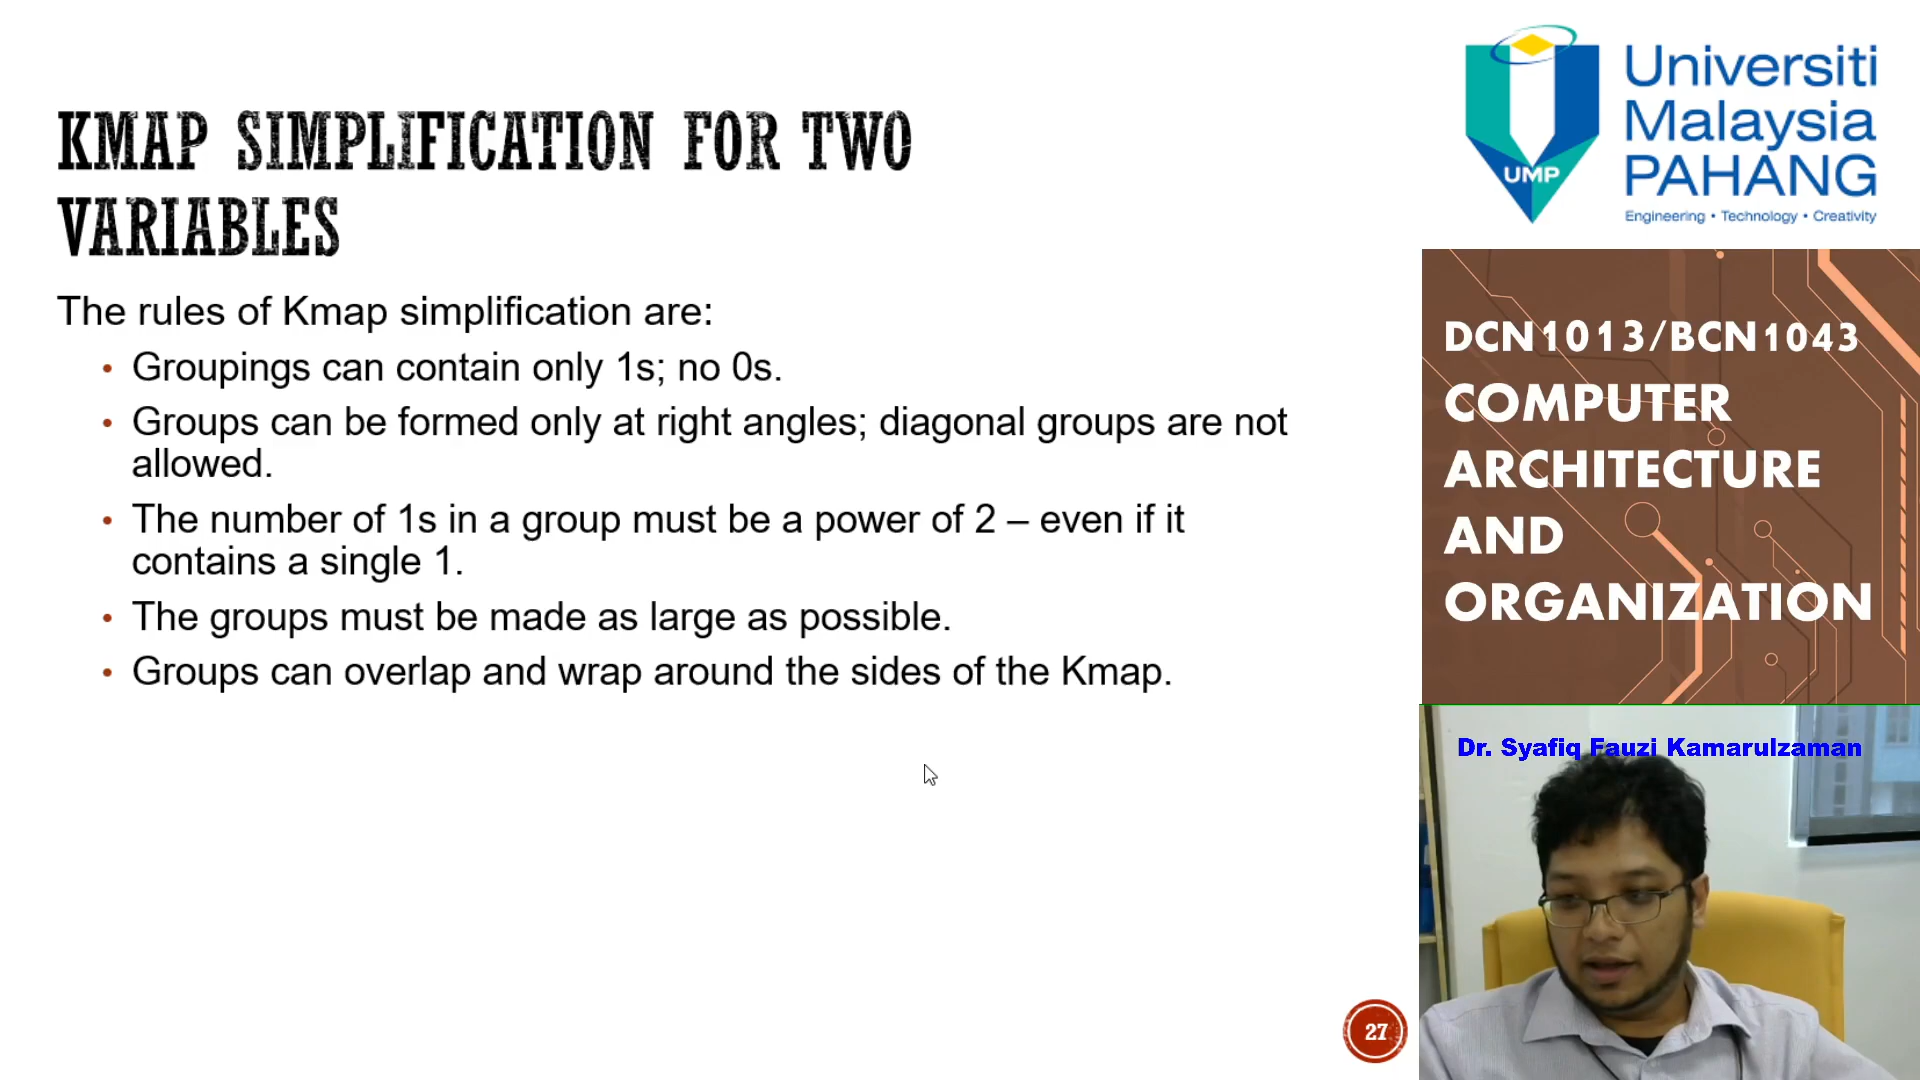 KMAP SIMPLIFICATION FOR TWO
VARIABLES
The rules of Kmap simplification are:
• Groupings can contain only 1s; no 0s.
• Groups can be formed only at right angles; diagonal groups are not
allowed.
• The number of 1s in a group must be a power of 2 – even if it
contains a single 1.
• The groups must be made as large as possible.
• Groups can overlap and wrap around the sides of the Kmap.
27
UMP
Universiti
Malaysia
PAHANG
Engineering • Technology • Creativity
DCN1013/BCN1043
COMPUTER
ARCHITECTURE
AND
ORGANIZATION
Dr. Syafiq Fauzi Kamarulzaman